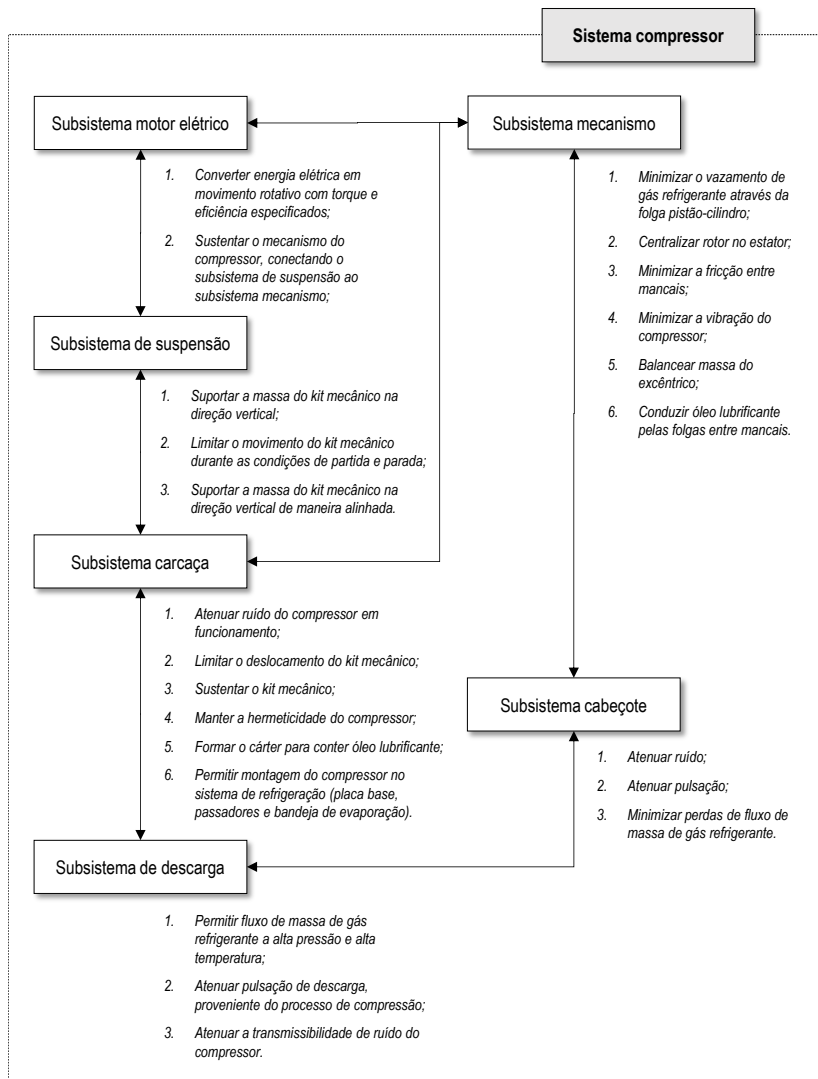 Sistema compressor
Subsistema motor elétrico
Subsistema mecanismo
1. Converter energia elétrica em
movimento rotativo com torque e
eficiência especificados;
2. Sustentar o mecanismo do
compressor, conectando o
subsistema de suspensão ao
subsistema mecanismo;
1. Minimizar o vazamento de
gás refrigerante através da
folga pistão-cilindro;
2. Centralizar rotor no estator;
3. Minimizar a fricção entre
mancais;
4. Minimizar a vibração do
compressor;
5. Balancear massa do
excêntrico;
6. Conduzir óleo lubrificante
pelas folgas entre mancais.
Subsistema de suspensão
1. Suportar a massa do kit mecânico na
direção vertical;
2. Limitar o movimento do kit mecânico
durante as condições de partida e parada;
3. Suportar a massa do kit mecânico na
direção vertical de maneira alinhada.
Subsistema carcaça
1. Atenuar ruído do compressor em
funcionamento;
2. Limitar o deslocamento do kit mecânico;
3. Sustentar o kit mecânico;
4. Manter a hermeticidade do compressor;
5. Formar o cárter para conter óleo lubrificante;
6. Permitir montagem do compressor no
sistema de refrigeração (placa base,
passadores e bandeja de evaporação).
Subsistema cabeçote
1. Atenuar ruído;
2. Atenuar pulsação;
3. Minimizar perdas de fluxo de
massa de gás refrigerante.
Subsistema de descarga
1. Permitir fluxo de massa de gás
refrigerante a alta pressão e alta
temperatura;
2. Atenuar pulsação de descarga,
proveniente do processo de compressão;
3. Atenuar a transmissibilidade de ruído do
compressor.